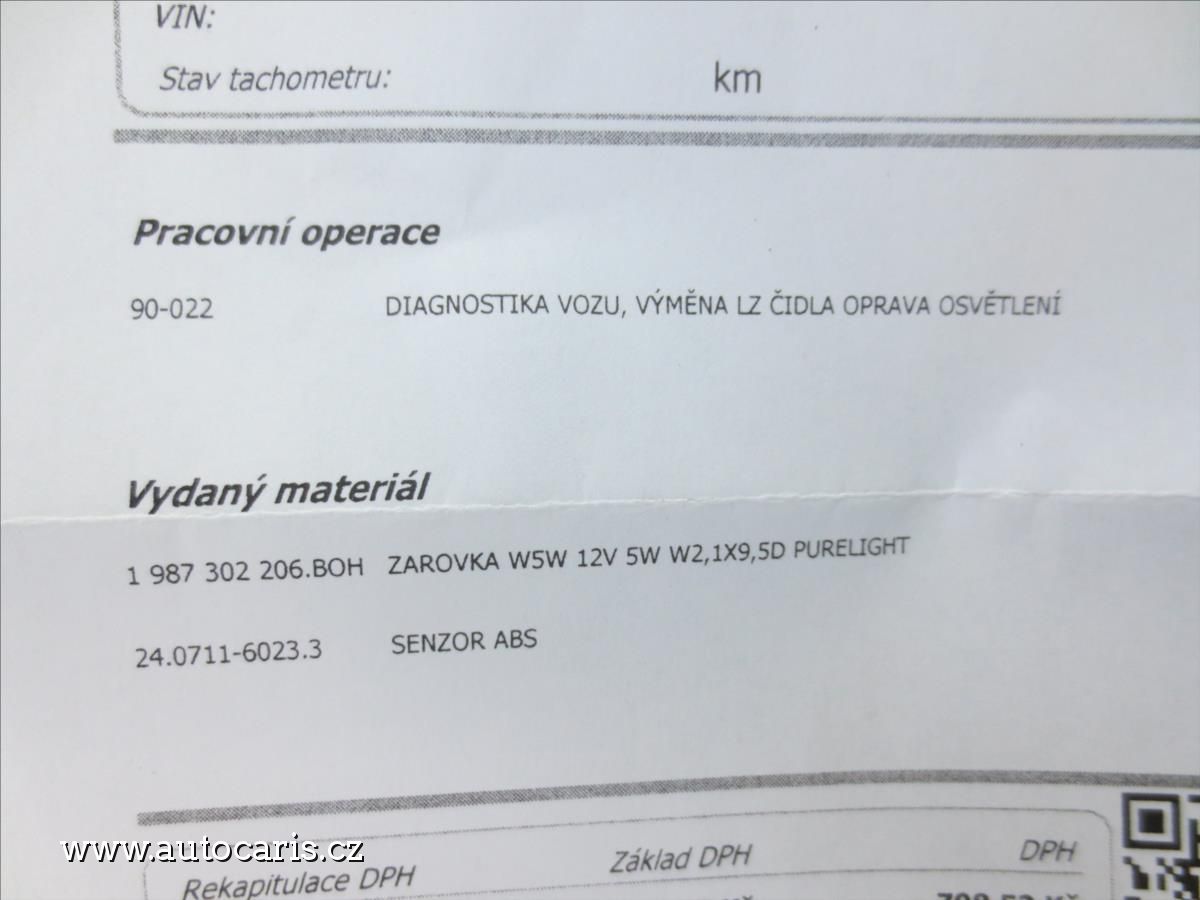 VIN:
Stav tachometru: km
Pracovní operace
90-022 DIAGNOSTIKA VOZU, VÝMĚNA LZ ČIDLA OPRAVA OSVĚTLENÍ
Vydaný materiál
1 987 302 206.BOH ZAROVKA W5W 12V 5W W2,1X9,5D PURELIGHT
24.0711-6023.3 SENZOR ABS
www.autocaris.cz
Rekapitulace DPH Základ DPH DPH